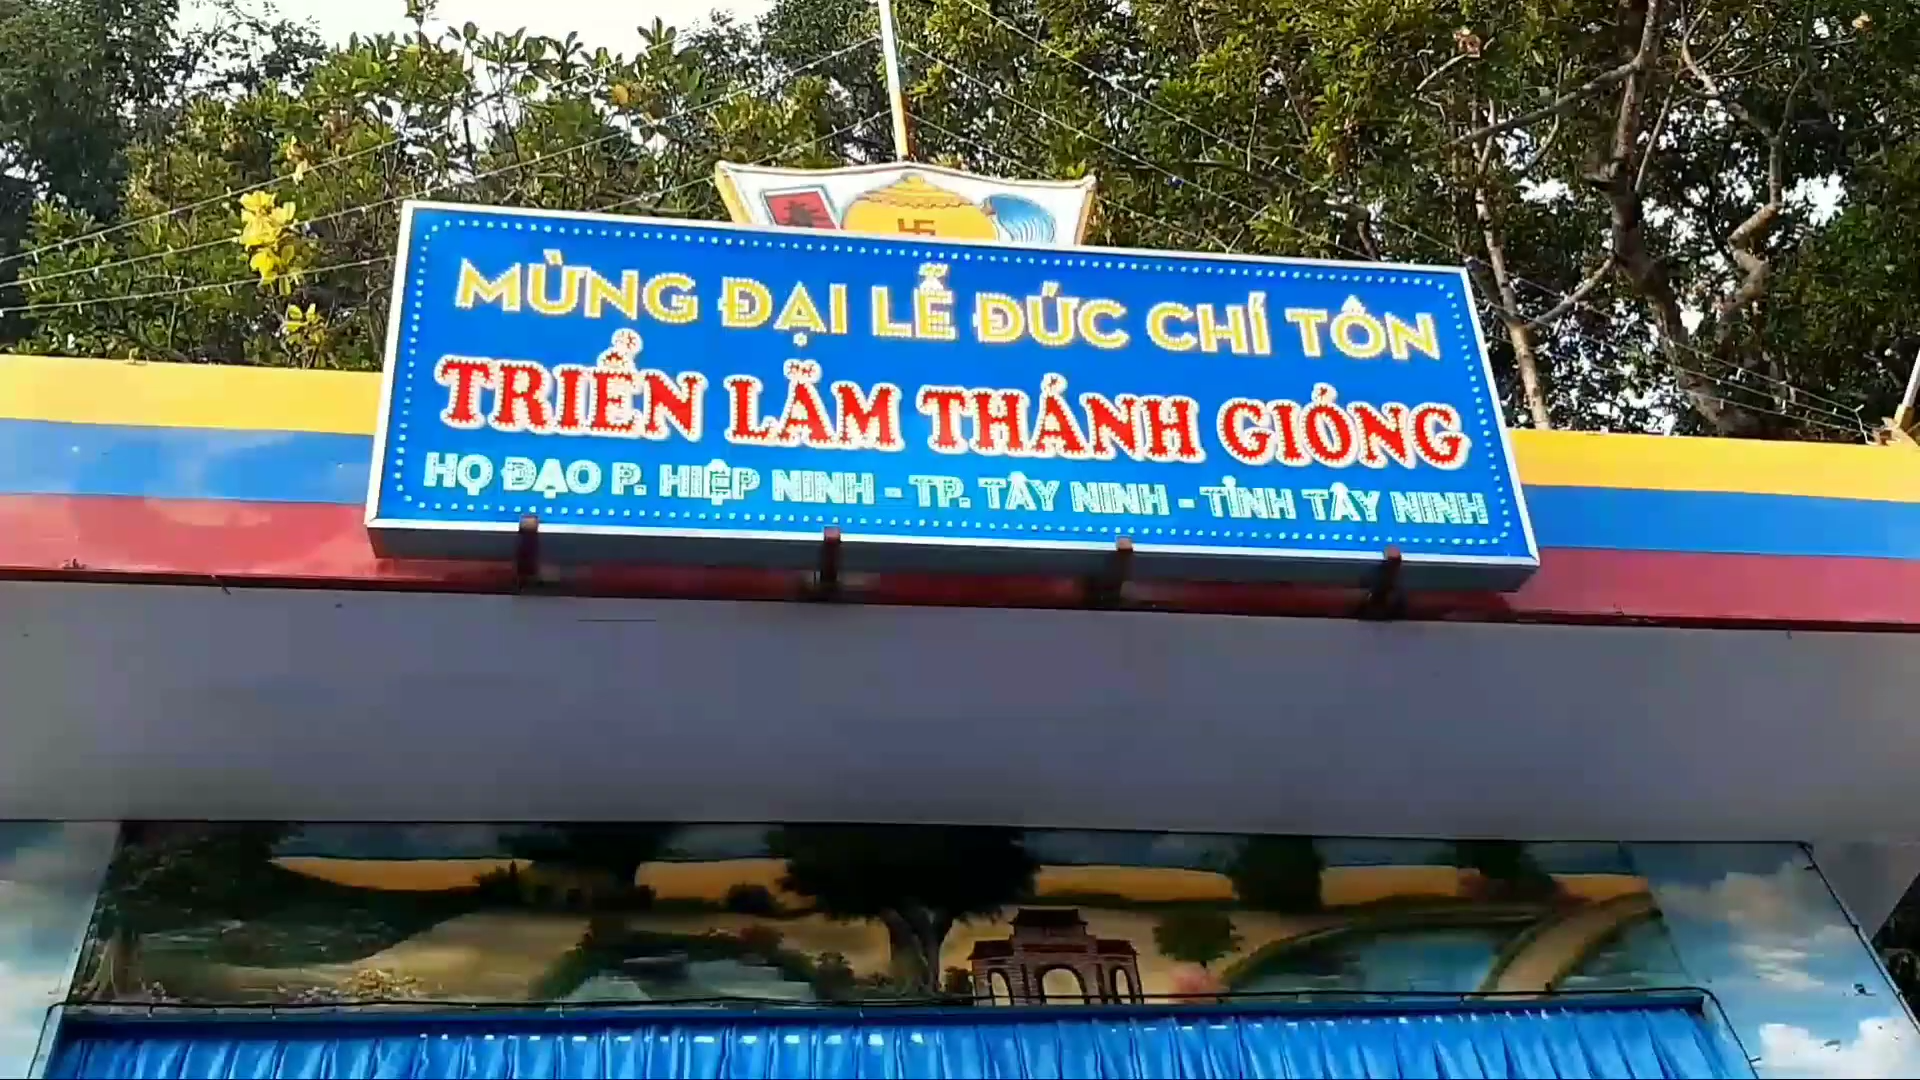 MỪNG ĐẠI LỄ ĐỨC CHÍ TÔN
TRIỂN LÃM THÁNH GIÓNG
HỌ ĐẠO P. HIỆP NINH - TP. TÂY NINH - TỈNH TÂY NINH